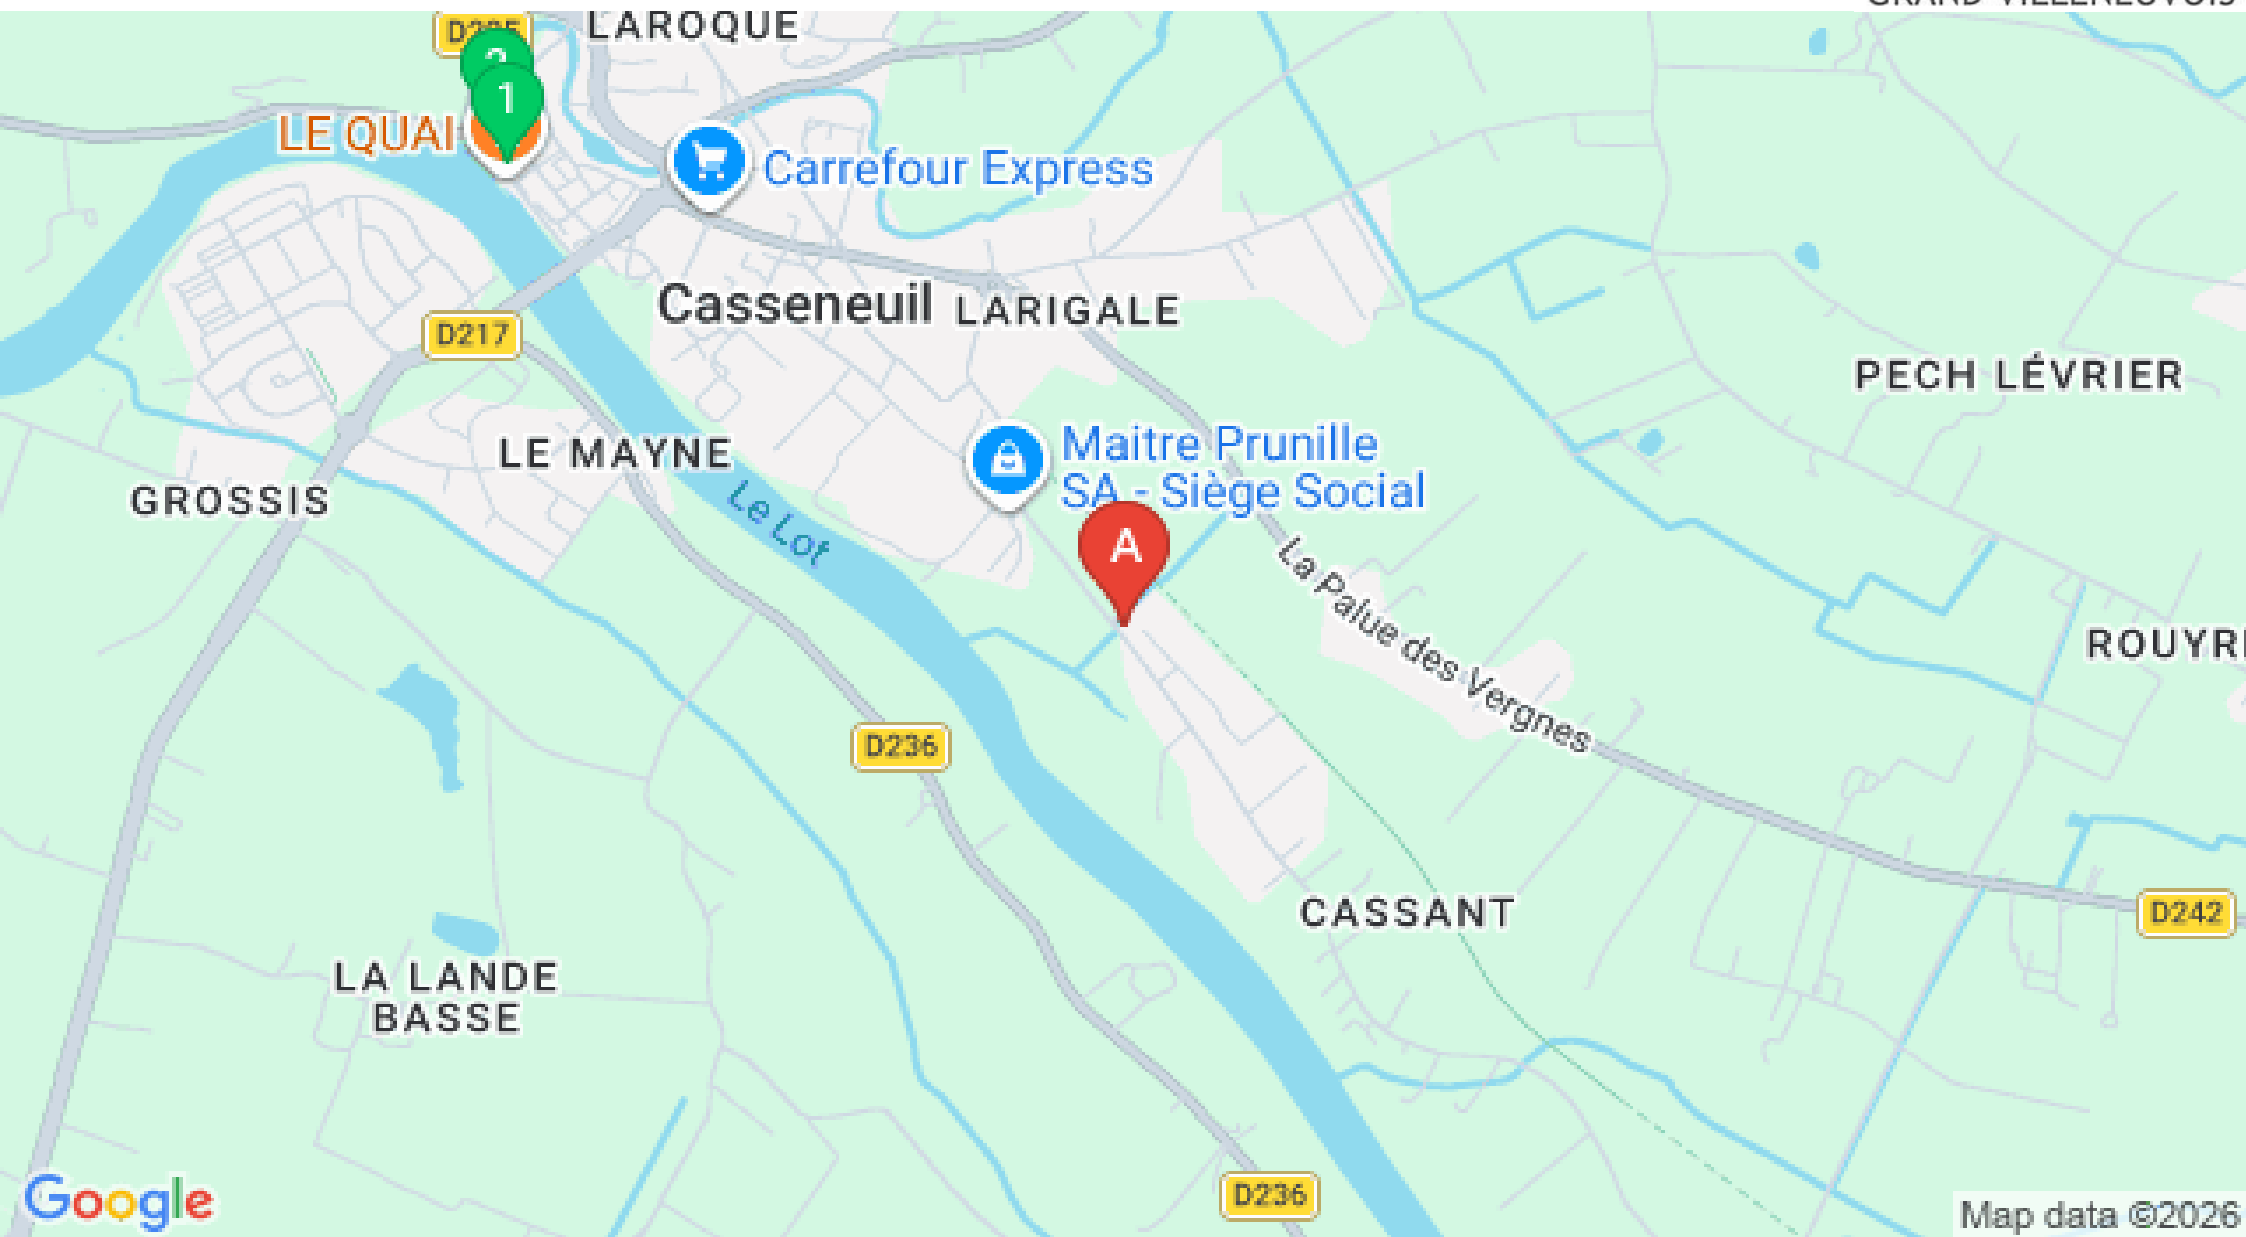 LAROQUE
1
LE QUAI
Carrefour Express
Casseneuil
LARIGALE
D217
PECH LÉVRIER
Maitre Prunille
SA - Siège Social
LE MAYNE
GROSSIS
Le Lot
A
La Palue des Vergnes
D236
CASSANT
D242
LA LANDE
BASSE
D236
Google
Map data ©2026